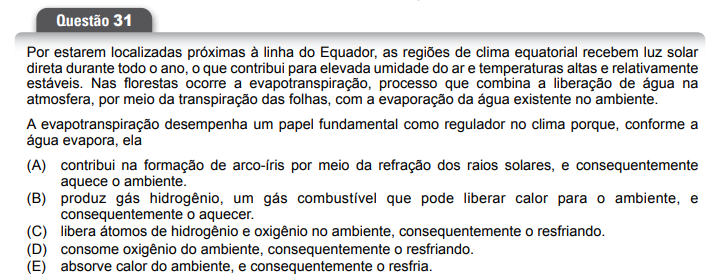 Questão 31
Por estarem localizadas próximas à linha do Equador, as regiões de clima equatorial recebem luz solar
direta durante todo o ano, o que contribui para elevada umidade do ar e temperaturas altas e relativamente
estáveis. Nas florestas ocorre a evapotranspiração, processo que combina a liberação de água na
atmosfera, por meio da transpiração das folhas, com a evaporação da água existente no ambiente.
A evapotranspiração desempenha um papel fundamental como regulador no clima porque, conforme a
água evapora, ela
(A) contribui na formação de arco-íris por meio da refração dos raios solares, e consequentemente
aquece o ambiente.
(B) produz gás hidrogênio, um gás combustível que pode liberar calor para o ambiente, e
consequentemente o aquecer.
(C) libera átomos de hidrogênio e oxigênio no ambiente, consequentemente o resfriando.
(D) consome oxigênio do ambiente, consequentemente o resfriando.
(E) absorve calor do ambiente, e consequentemente o resfria.